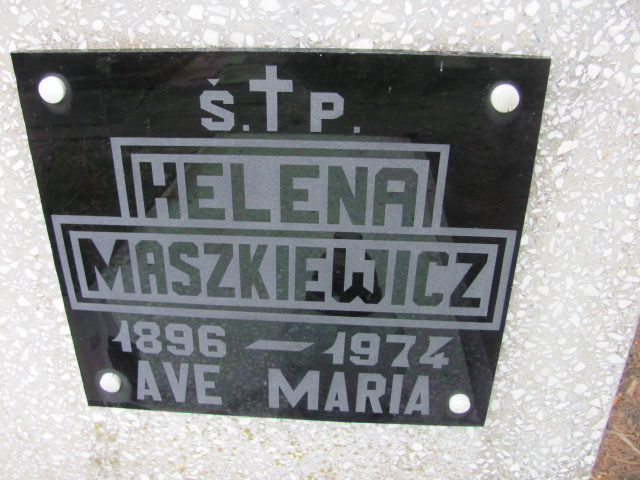 Ś.✝P.
HELENA
MASZKIEWICZ
1896 — 1974
AVE MARIA